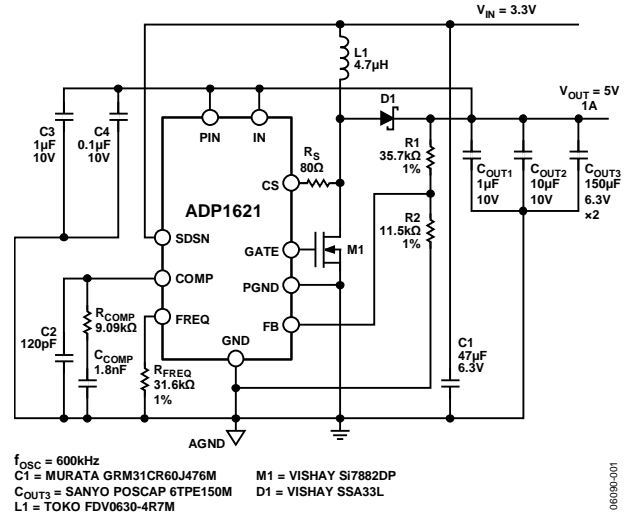 V_IN = 3.3V
L1
4.7µH
V_OUT = 5V
1A
D1
C3
1µF
10V
C4
0.1µF
10V
PIN
IN
R_S
80Ω
CS
R1
35.7kΩ
1%
C_OUT1
1µF
10V
C_OUT2
10µF
10V
C_OUT3
150µF
6.3V
×2
ADP1621
SDSN
GATE
M1
R2
11.5kΩ
1%
COMP
PGND
FREQ
FB
GND
C2
120pF
R_COMP
9.09kΩ
C_COMP
1.8nF
R_FREQ
31.6kΩ
1%
C1
47µF
6.3V
AGND
f_OSC = 600kHz
C1 = MURATA GRM31CR60J476M
C_OUT3 = SANYO POSCAP 6TPE150M
L1 = TOKO FDV0630-4R7M
M1 = VISHAY Si7882DP
D1 = VISHAY SSA33L
06090-001